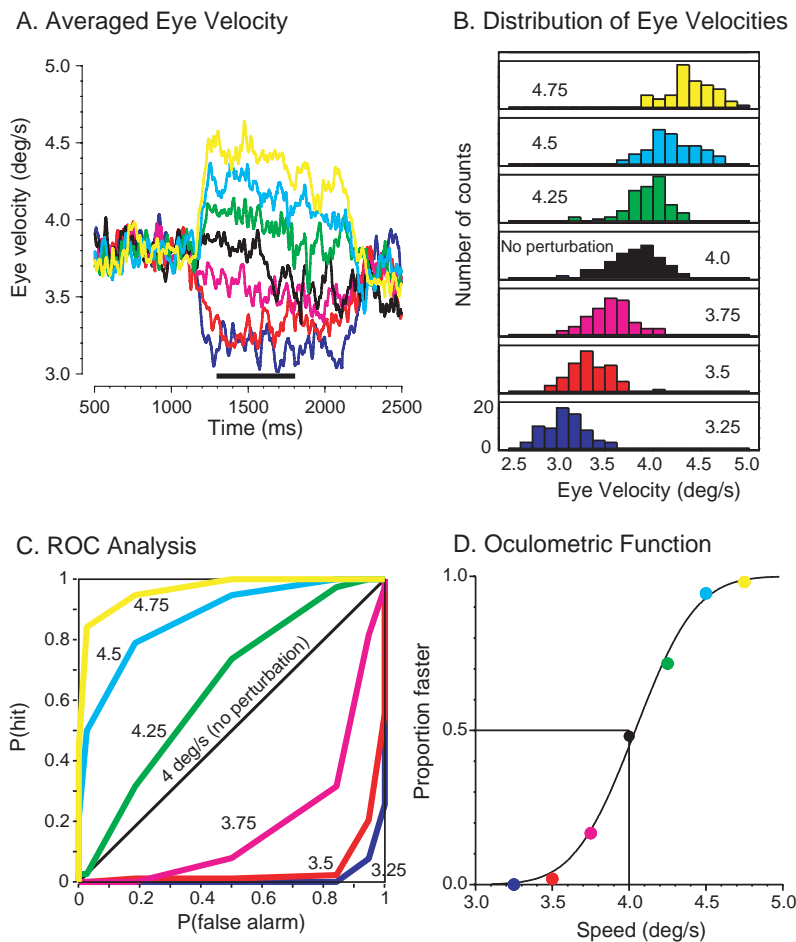 A. Averaged Eye Velocity
5.0
4.5
4.0
3.5
3.0
Eye velocity (deg/s)
500 1000 1500 2000 2500
Time (ms)
B. Distribution of Eye Velocities
4.75
4.5
4.25
No perturbation 4.0
3.75
3.5
3.25
20
0
Number of counts
2.5 3.0 3.5 4.0 4.5 5.0
Eye Velocity (deg/s)
C. ROC Analysis
1
0.8
0.6
0.4
0.2
0
P(hit)
4.75
4.5
4.25
4 deg/s (no perturbation)
3.75
3.5
3.25
0 0.2 0.4 0.6 0.8 1
P(false alarm)
D. Oculometric Function
1.0
0.5
0.0
Proportion faster
3.0 3.5 4.0 4.5 5.0
Speed (deg/s)